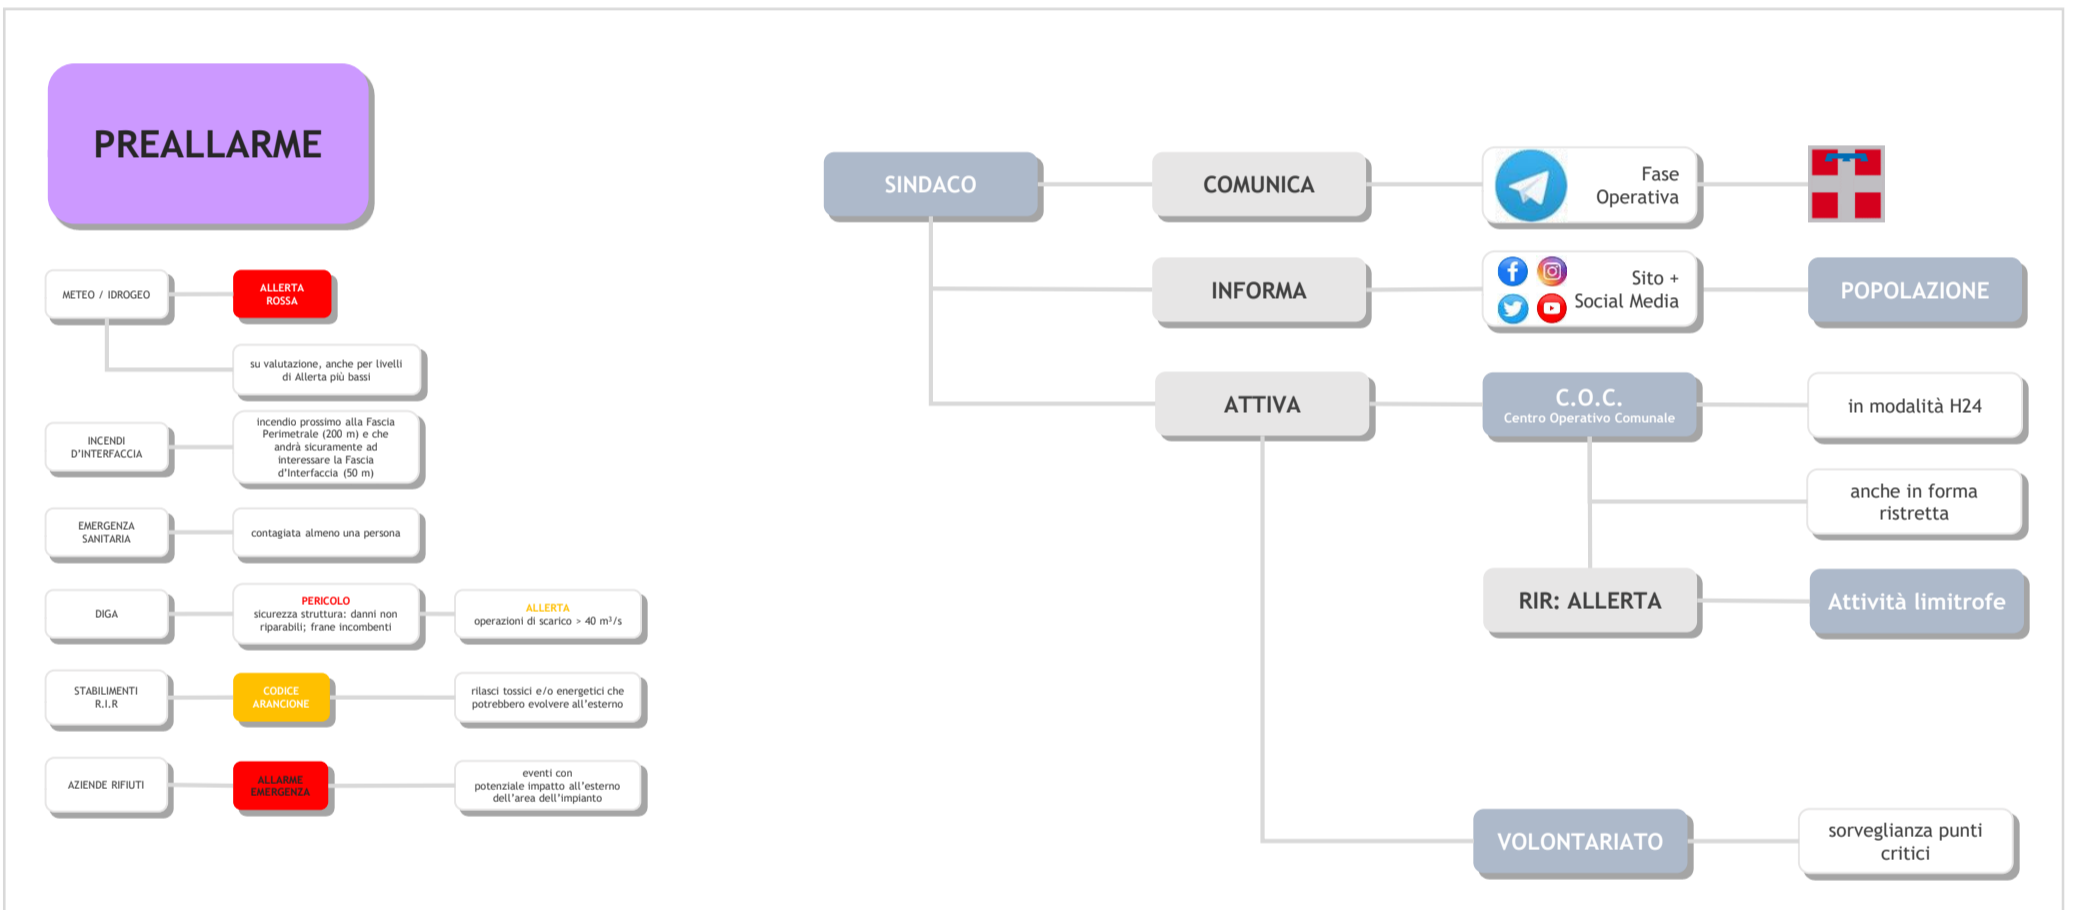 PREALLARME
METEO / IDROGEO
ALLERTA
ROSSA
su valutazione, anche per livelli
di Allerta più bassi
INCENDI
D'INTERFACCIA
incendio prossimo alla Fascia
Perimetrale (200 m) e che
andrà sicuramente ad
interessare la Fascia
d'Interfaccia (50 m)
EMERGENZA
SANITARIA
contagiata almeno una persona
DIGA
PERICOLO
sicurezza struttura: danni non
riparabili; frane incombenti
ALLERTA
operazioni di scarico > 40 m³/s
STABILIMENTI
R.I.R
CODICE
ARANCIONE
rilasci tossici e/o energetici che
potrebbero evolvere all'esterno
AZIENDE RIFIUTI
ALLARME
EMERGENZA
eventi con
potenziale impatto all'esterno
dell'area dell'impianto
SINDACO
COMUNICA
Fase
Operativa
INFORMA
Sito +
Social Media
POPOLAZIONE
ATTIVA
C.O.C.
Centro Operativo Comunale
in modalità H24
anche in forma
ristretta
RIR: ALLERTA
Attività limitrofe
VOLONTARIATO
sorveglianza punti
critici